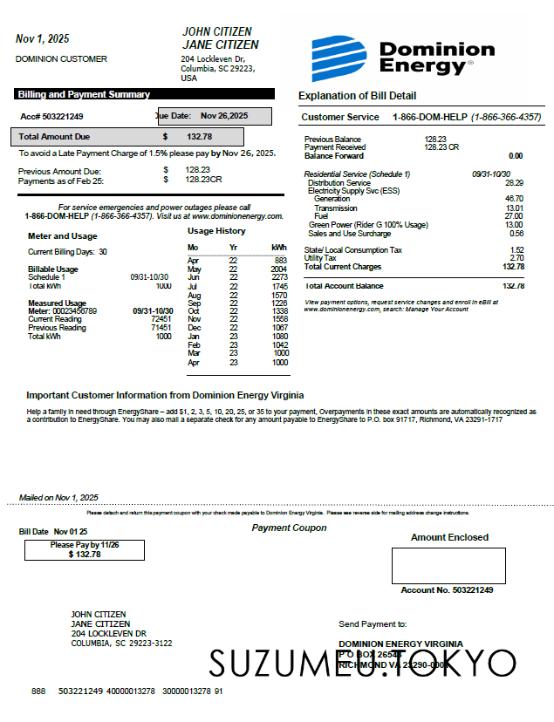 Nov 1, 2025
DOMINION CUSTOMER
JOHN CITIZEN
JANE CITIZEN
204 Lockleven Dr,
Columbia, SC 29223,
USA
Dominion
Energy®
Billing and Payment Summary
Acc# 503221249 ue Date: Nov 26,2025
Total Amount Due $ 132.78
To avoid a Late Payment Charge of 1.5% please pay by Nov 26, 2025.
Previous Amount Due: $ 128.23
Payments as of Feb 25: $ 128.23CR
For service emergencies and power outages please call
1-866-DOM-HELP (1-866-366-4357). Visit us at www.dominionenergy.com.
Meter and Usage
Current Billing Days: 30
Billable Usage
Schedule 1 09/31-10/30
Total kWh 1000
Measured Usage
Meter: 00023456789 09/31-10/30
Current Reading 72451
Previous Reading 71451
Total kWh 1000
Usage History
Mo Yr kWh
Apr 22 883
May 22 2004
Jun 22 2273
Jul 22 1745
Aug 22 1570
Sep 22 1228
Oct 22 1338
Nov 22 1558
Dec 22 1067
Jan 23 1080
Feb 23 1042
Mar 23 1000
Apr 23 1000
Explanation of Bill Detail
Customer Service 1-866-DOM-HELP (1-866-366-4357)
Previous Balance 128.23
Payment Received 128.23 CR
Balance Forward 0.00
Residential Service (Schedule 1) 09/31-10/30
Distribution Service 28.29
Electricity Supply Svc (ESS)
Generation 46.70
Transmission 13.01
Fuel 27.00
Green Power (Rider G 100% Usage) 13.00
Sales and Use Surcharge 0.56
State/ Local Consumption Tax 1.52
Utility Tax 2.70
Total Current Charges 132.78
Total Account Balance 132.78
View payment options, request service changes and enroll in eBill at
www.dominionenergy.com, search: Manage Your Account
Important Customer Information from Dominion Energy Virginia
Help a family in need through EnergyShare – add $1, 2, 3, 5, 10, 20, 25, or 35 to your payment, Overpayments in these exact amounts are automatically recognized as
a contribution to EnergyShare. You may also mail a separate check for any amount payable to EnergyShare to P.O. box 91717, Richmond, VA 23291-1717
Mailed on Nov 1, 2025
Please detach and return this payment coupon with your check made payable to Dominion Energy Virginia. Please see reverse side for mailing address change instructions.
Bill Date Nov 01 25
Payment Coupon
Please Pay by 11/26
$ 132.78
Amount Enclosed
Account No. 503221249
JOHN CITIZEN
JANE CITIZEN
204 LOCKLEVEN DR
COLUMBIA, SC 29223-3122
Send Payment to:
DOMINION ENERGY VIRGINIA
P O BOX 26543
RICHMOND VA 23290-0001
SUZUMEU.TOKYO
888 503221249 40000013278 30000013278 91